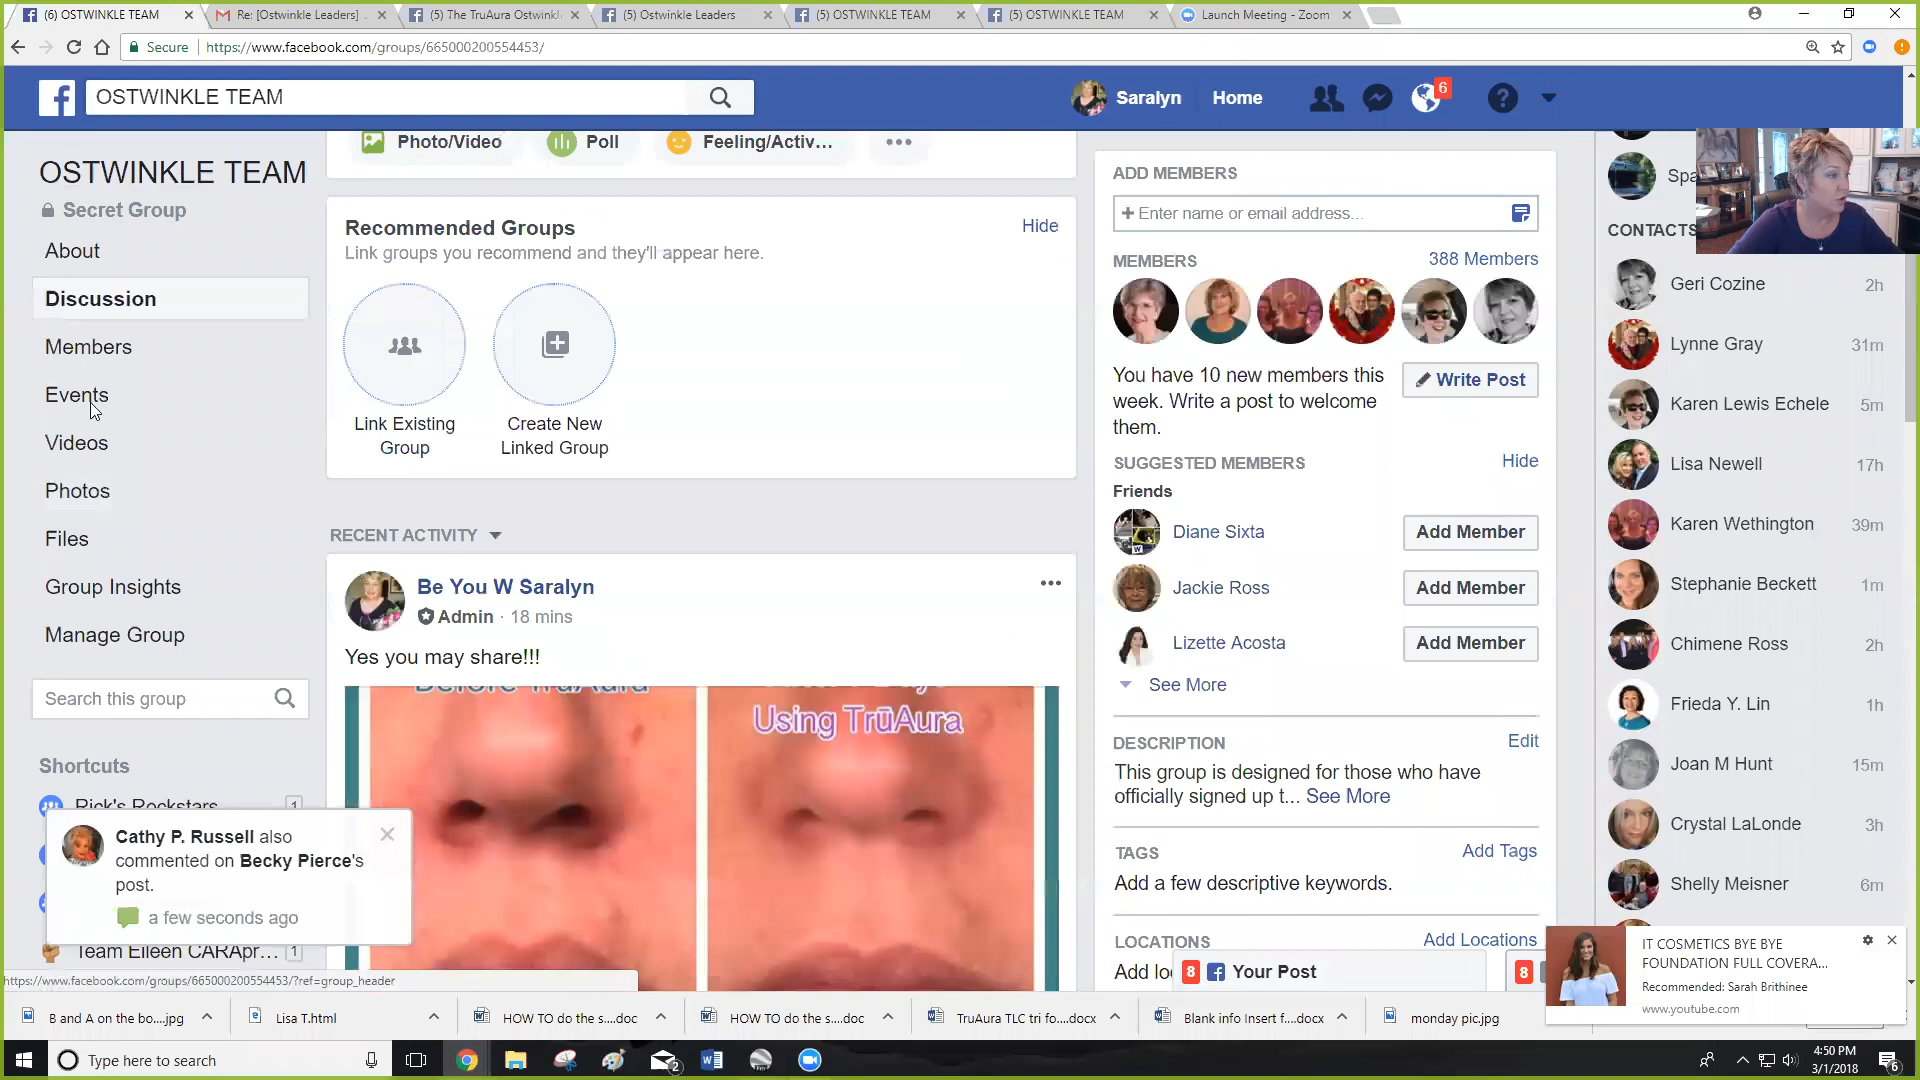 (6) OSTWINKLE TEAM
Re: [Ostwinkle Leaders]
(5) The TruAura Ostwinkl
(5) Ostwinkle Leaders
(5) OSTWINKLE TEAM
(5) OSTWINKLE TEAM
Launch Meeting - Zoom
Secure
https://www.facebook.com/groups/665000200554453/
OSTWINKLE TEAM
Saralyn
Home
6
OSTWINKLE TEAM
Secret Group
About
Discussion
Members
Events
Videos
Photos
Files
Group Insights
Manage Group
Search this group
Shortcuts
Rick's Rockstars
1
Cathy P. Russell also
commented on Becky Pierce's
post.
a few seconds ago
Team Eileen CARApr...
1
https://www.facebook.com/groups/665000200554453/?ref=group_header
Photo/Video
Poll
Feeling/Activ...
Recommended Groups
Hide
Link groups you recommend and they'll appear here.
Link Existing
Group
Create New
Linked Group
RECENT ACTIVITY
Be You W Saralyn
Admin · 18 mins
Yes you may share!!!
Before TruAura
Using TrūAura
ADD MEMBERS
+ Enter name or email address...
MEMBERS
388 Members
You have 10 new members this
week. Write a post to welcome
them.
Write Post
SUGGESTED MEMBERS
Hide
Friends
Diane Sixta
Add Member
Jackie Ross
Add Member
Lizette Acosta
Add Member
See More
DESCRIPTION
Edit
This group is designed for those who have
officially signed up t... See More
TAGS
Add Tags
Add a few descriptive keywords.
LOCATIONS
Add Locations
Add lo
8
Your Post
8
Spa
CONTACTS
Geri Cozine
2h
Lynne Gray
31m
Karen Lewis Echele
5m
Lisa Newell
17h
Karen Wethington
39m
Stephanie Beckett
1m
Chimene Ross
2h
Frieda Y. Lin
1h
Joan M Hunt
15m
Crystal LaLonde
3h
Shelly Meisner
6m
IT COSMETICS BYE BYE
FOUNDATION FULL COVERA...
Recommended: Sarah Brithinee
www.youtube.com
B and A on the bo....jpg
Lisa T.html
HOW TO do the s....doc
HOW TO do the s....doc
TruAura TLC tri fo....docx
Blank info Insert f....docx
monday pic.jpg
Type here to search
2
4:50 PM
3/1/2018
6